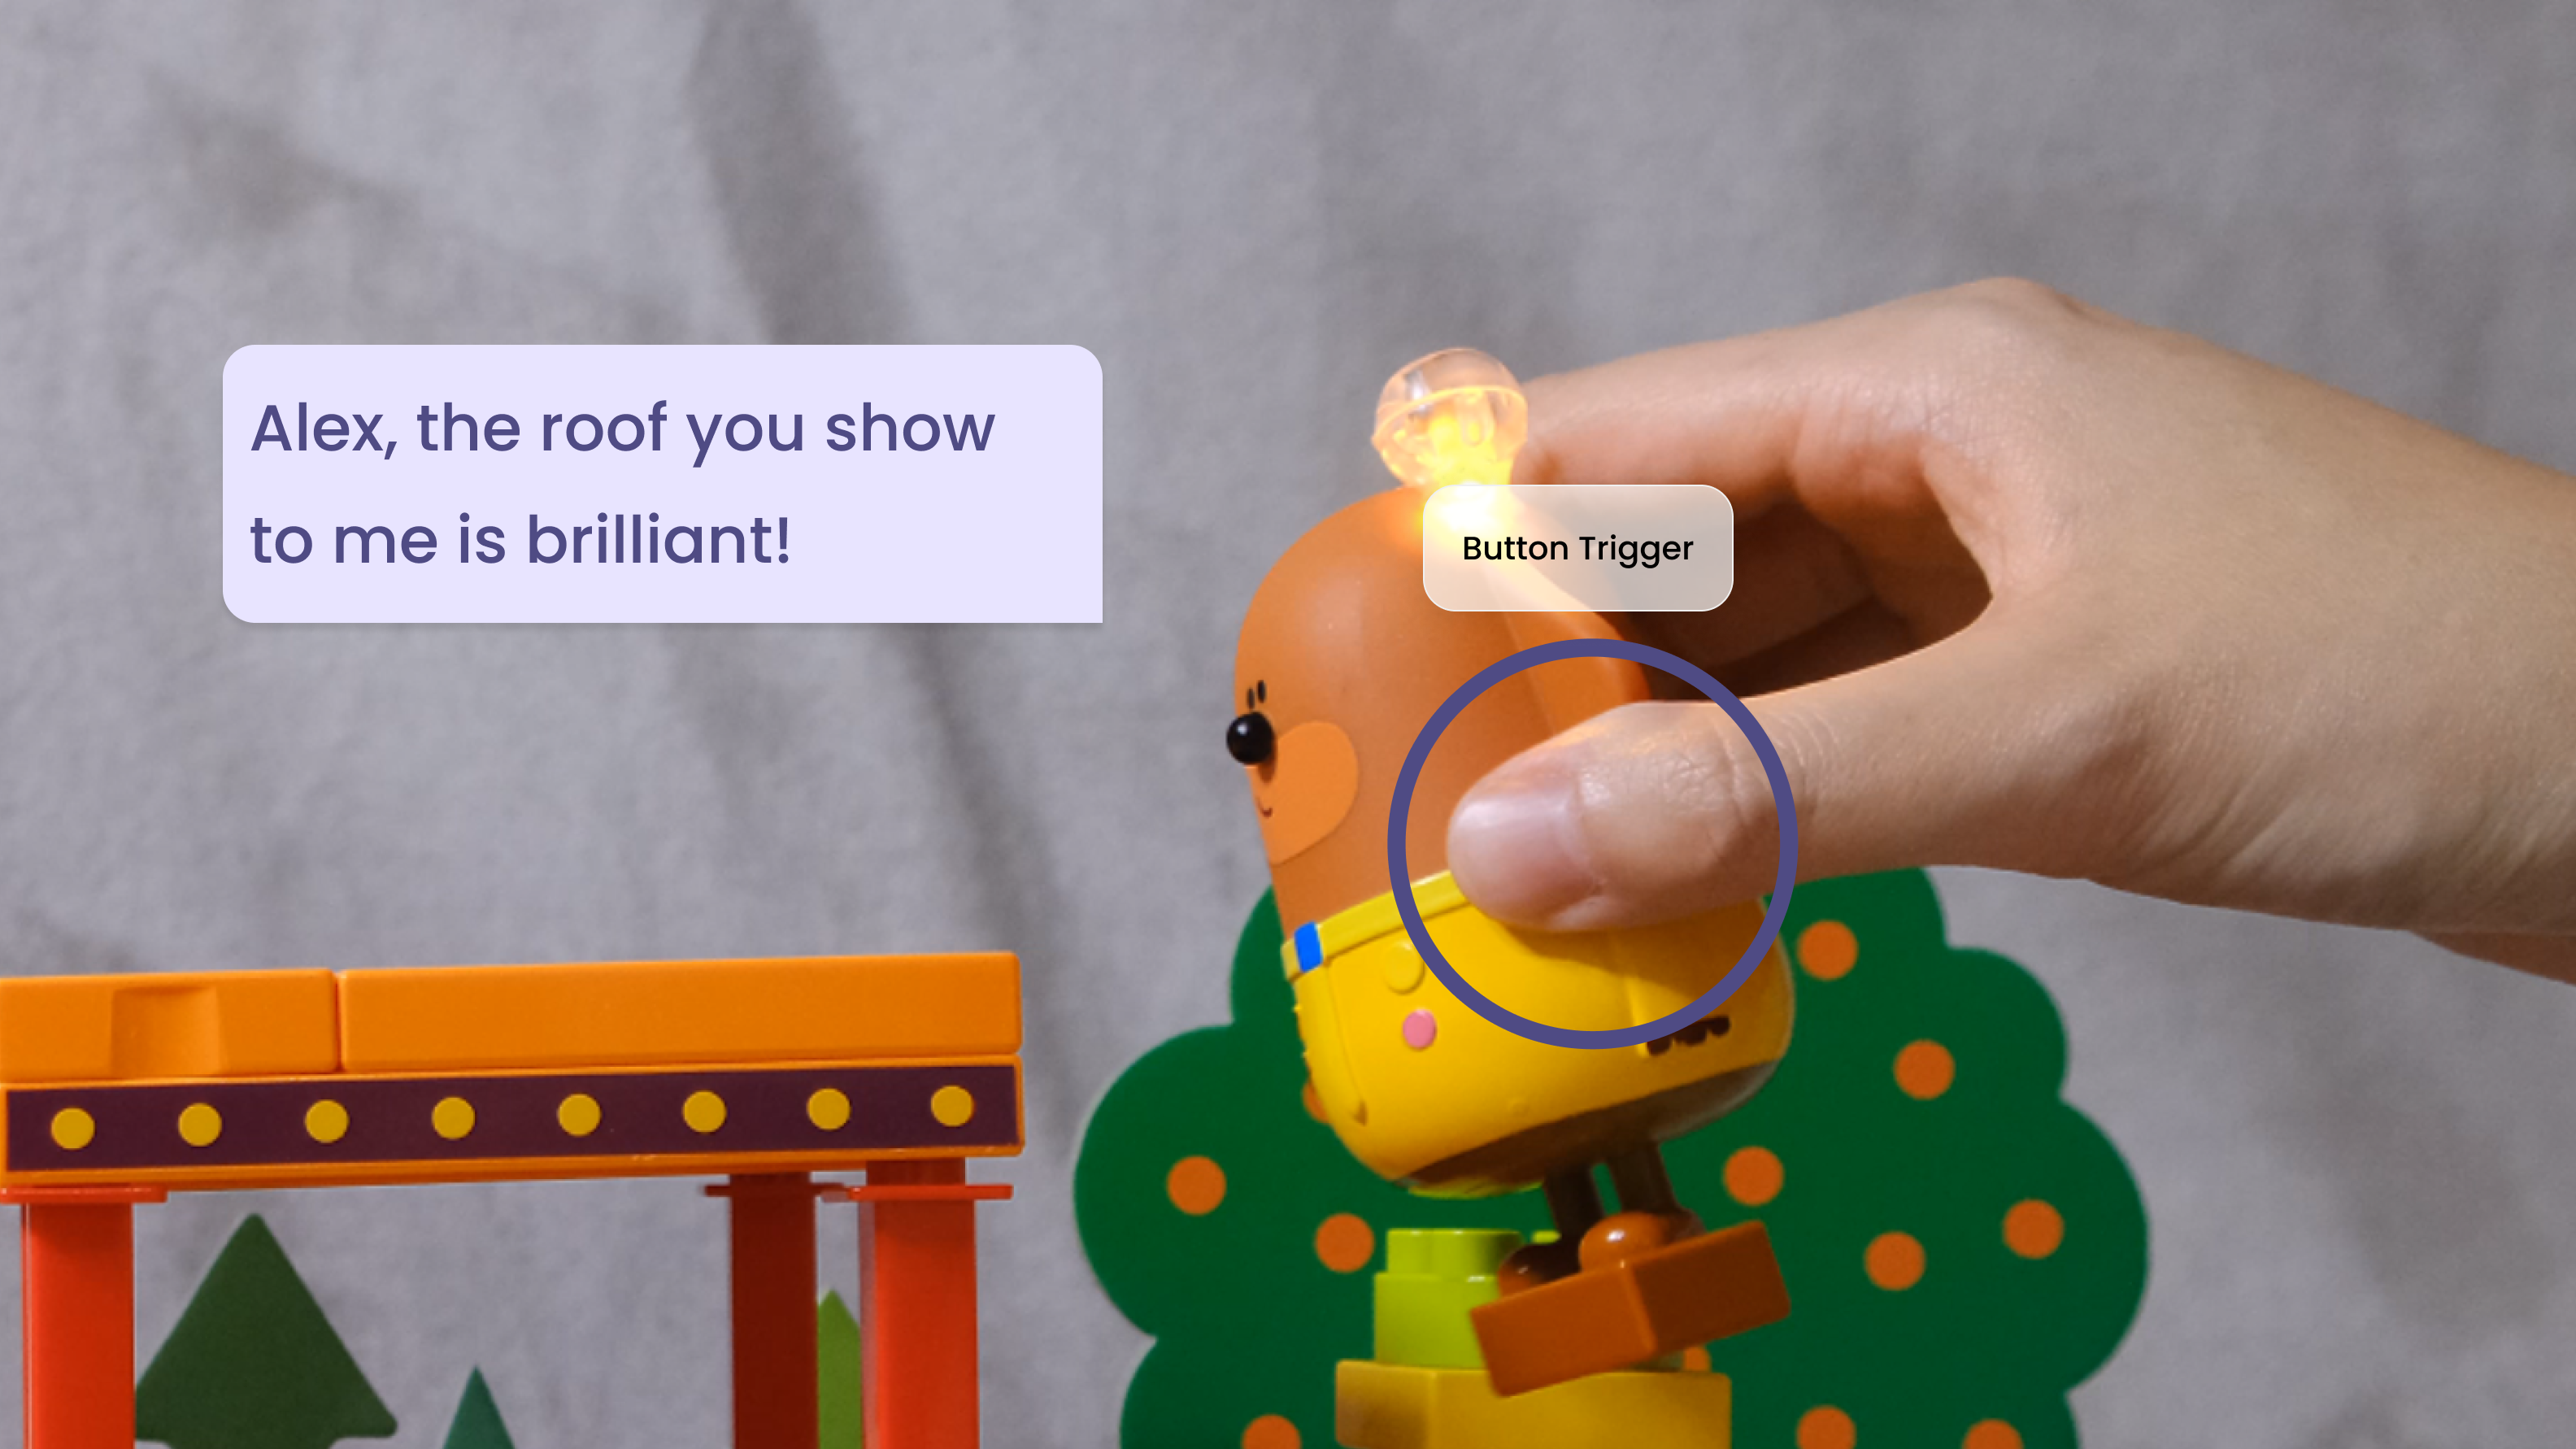 Alex, the roof you show
to me is brilliant!
Button Trigger